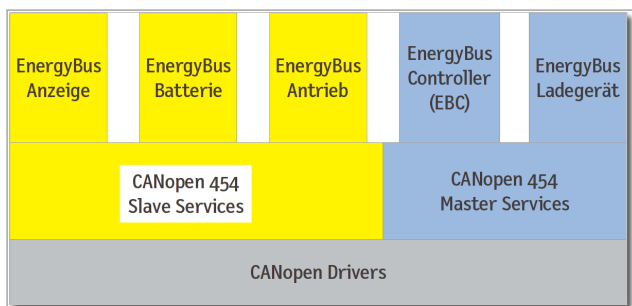 EnergyBus
Anzeige
EnergyBus
Batterie
EnergyBus
Antrieb
EnergyBus
Controller
(EBC)
EnergyBus
Ladegerät
CANopen 454
Slave Services
CANopen 454
Master Services
CANopen Drivers